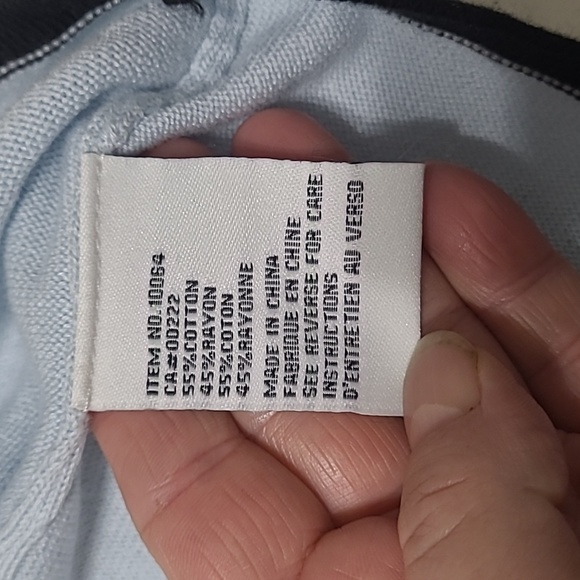 ITEM NO.10064
CA#00222
55%COTTON
45%RAYON
55%COTON
45%RAYONNE
MADE IN CHINA
FABRIQUE EN CHINE
SEE REVERSE FOR CARE
INSTRUCTIONS
D'ENTRETIEN AU VERSO